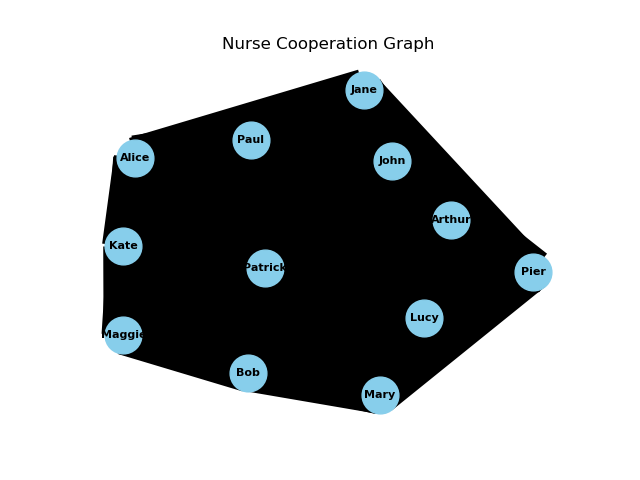 Nurse Cooperation Graph
Jane
Paul
Alice
John
Arthur
Kate
Patrick
Pier
Lucy
Maggie
Bob
Mary